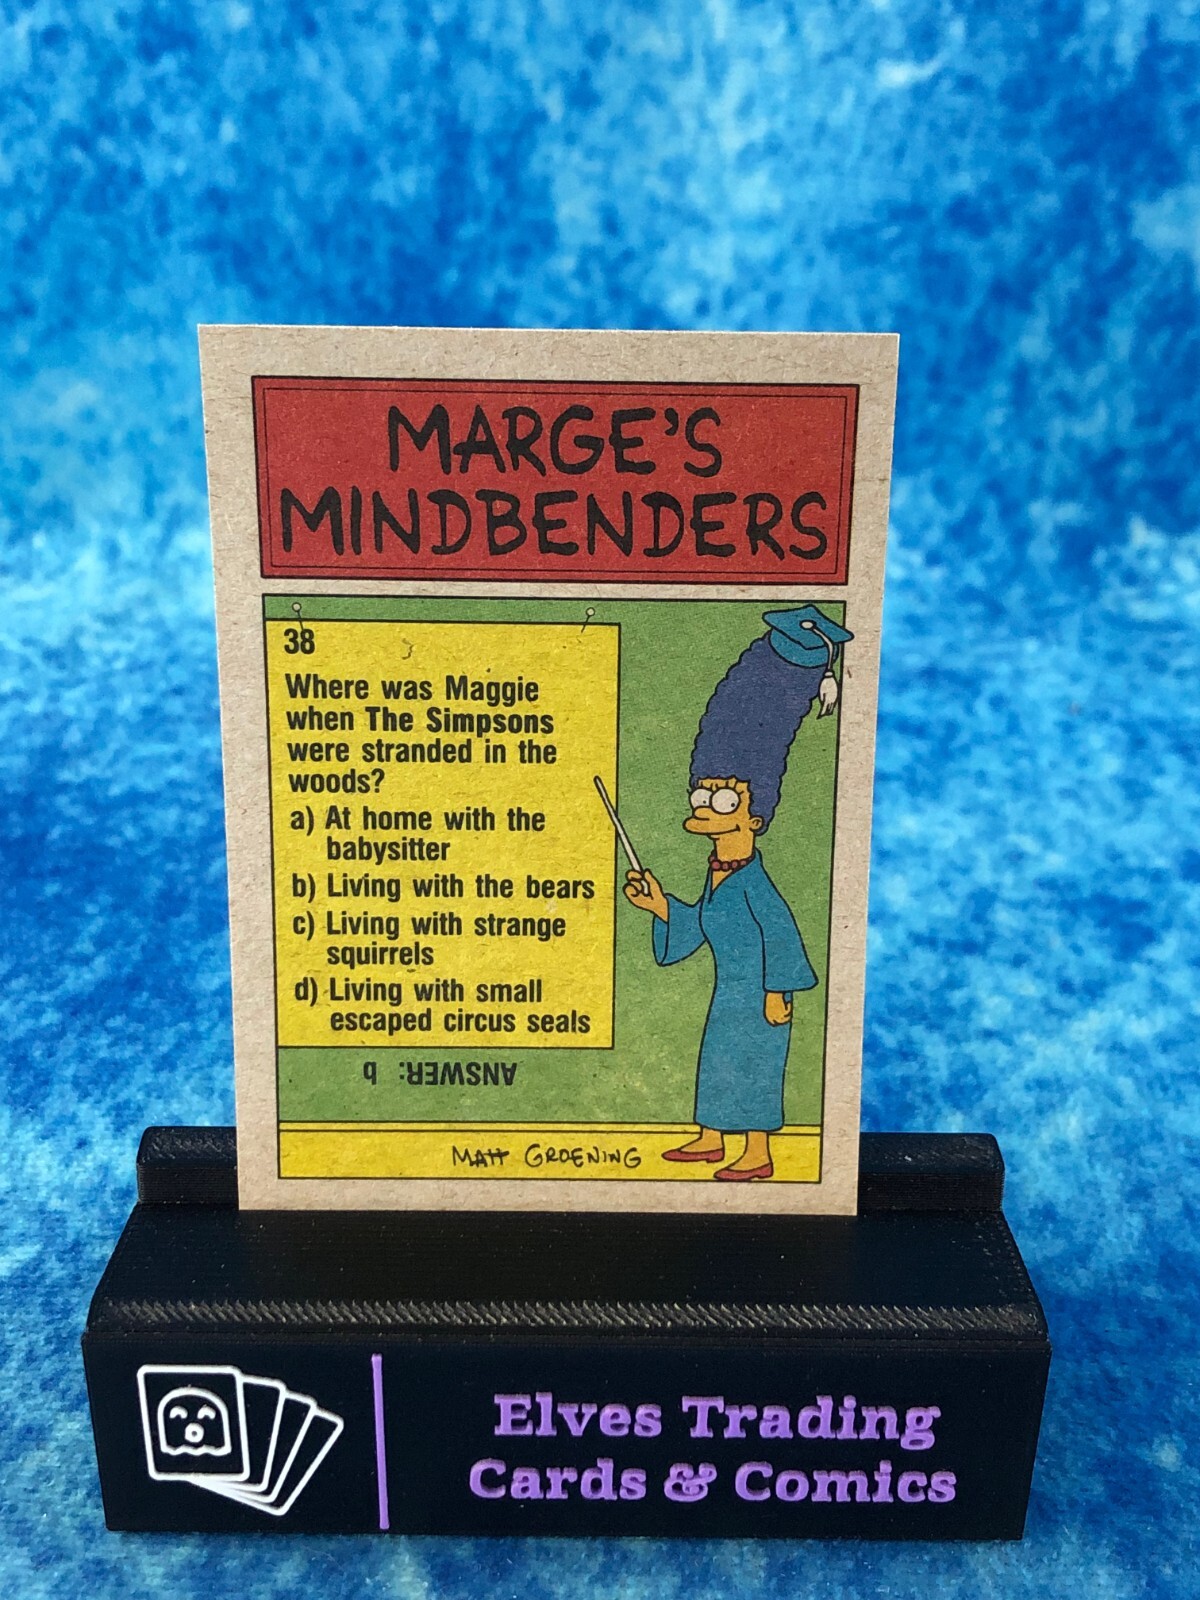 MARGE'S
MINDBENDERS
38
Where was Maggie
when The Simpsons
were stranded in the
woods?
a) At home with the
babysitter
b) Living with the bears
c) Living with strange
squirrels
d) Living with small
escaped circus seals
ANSWER: b
MATT GROENING
Elves Trading
Cards & Comics